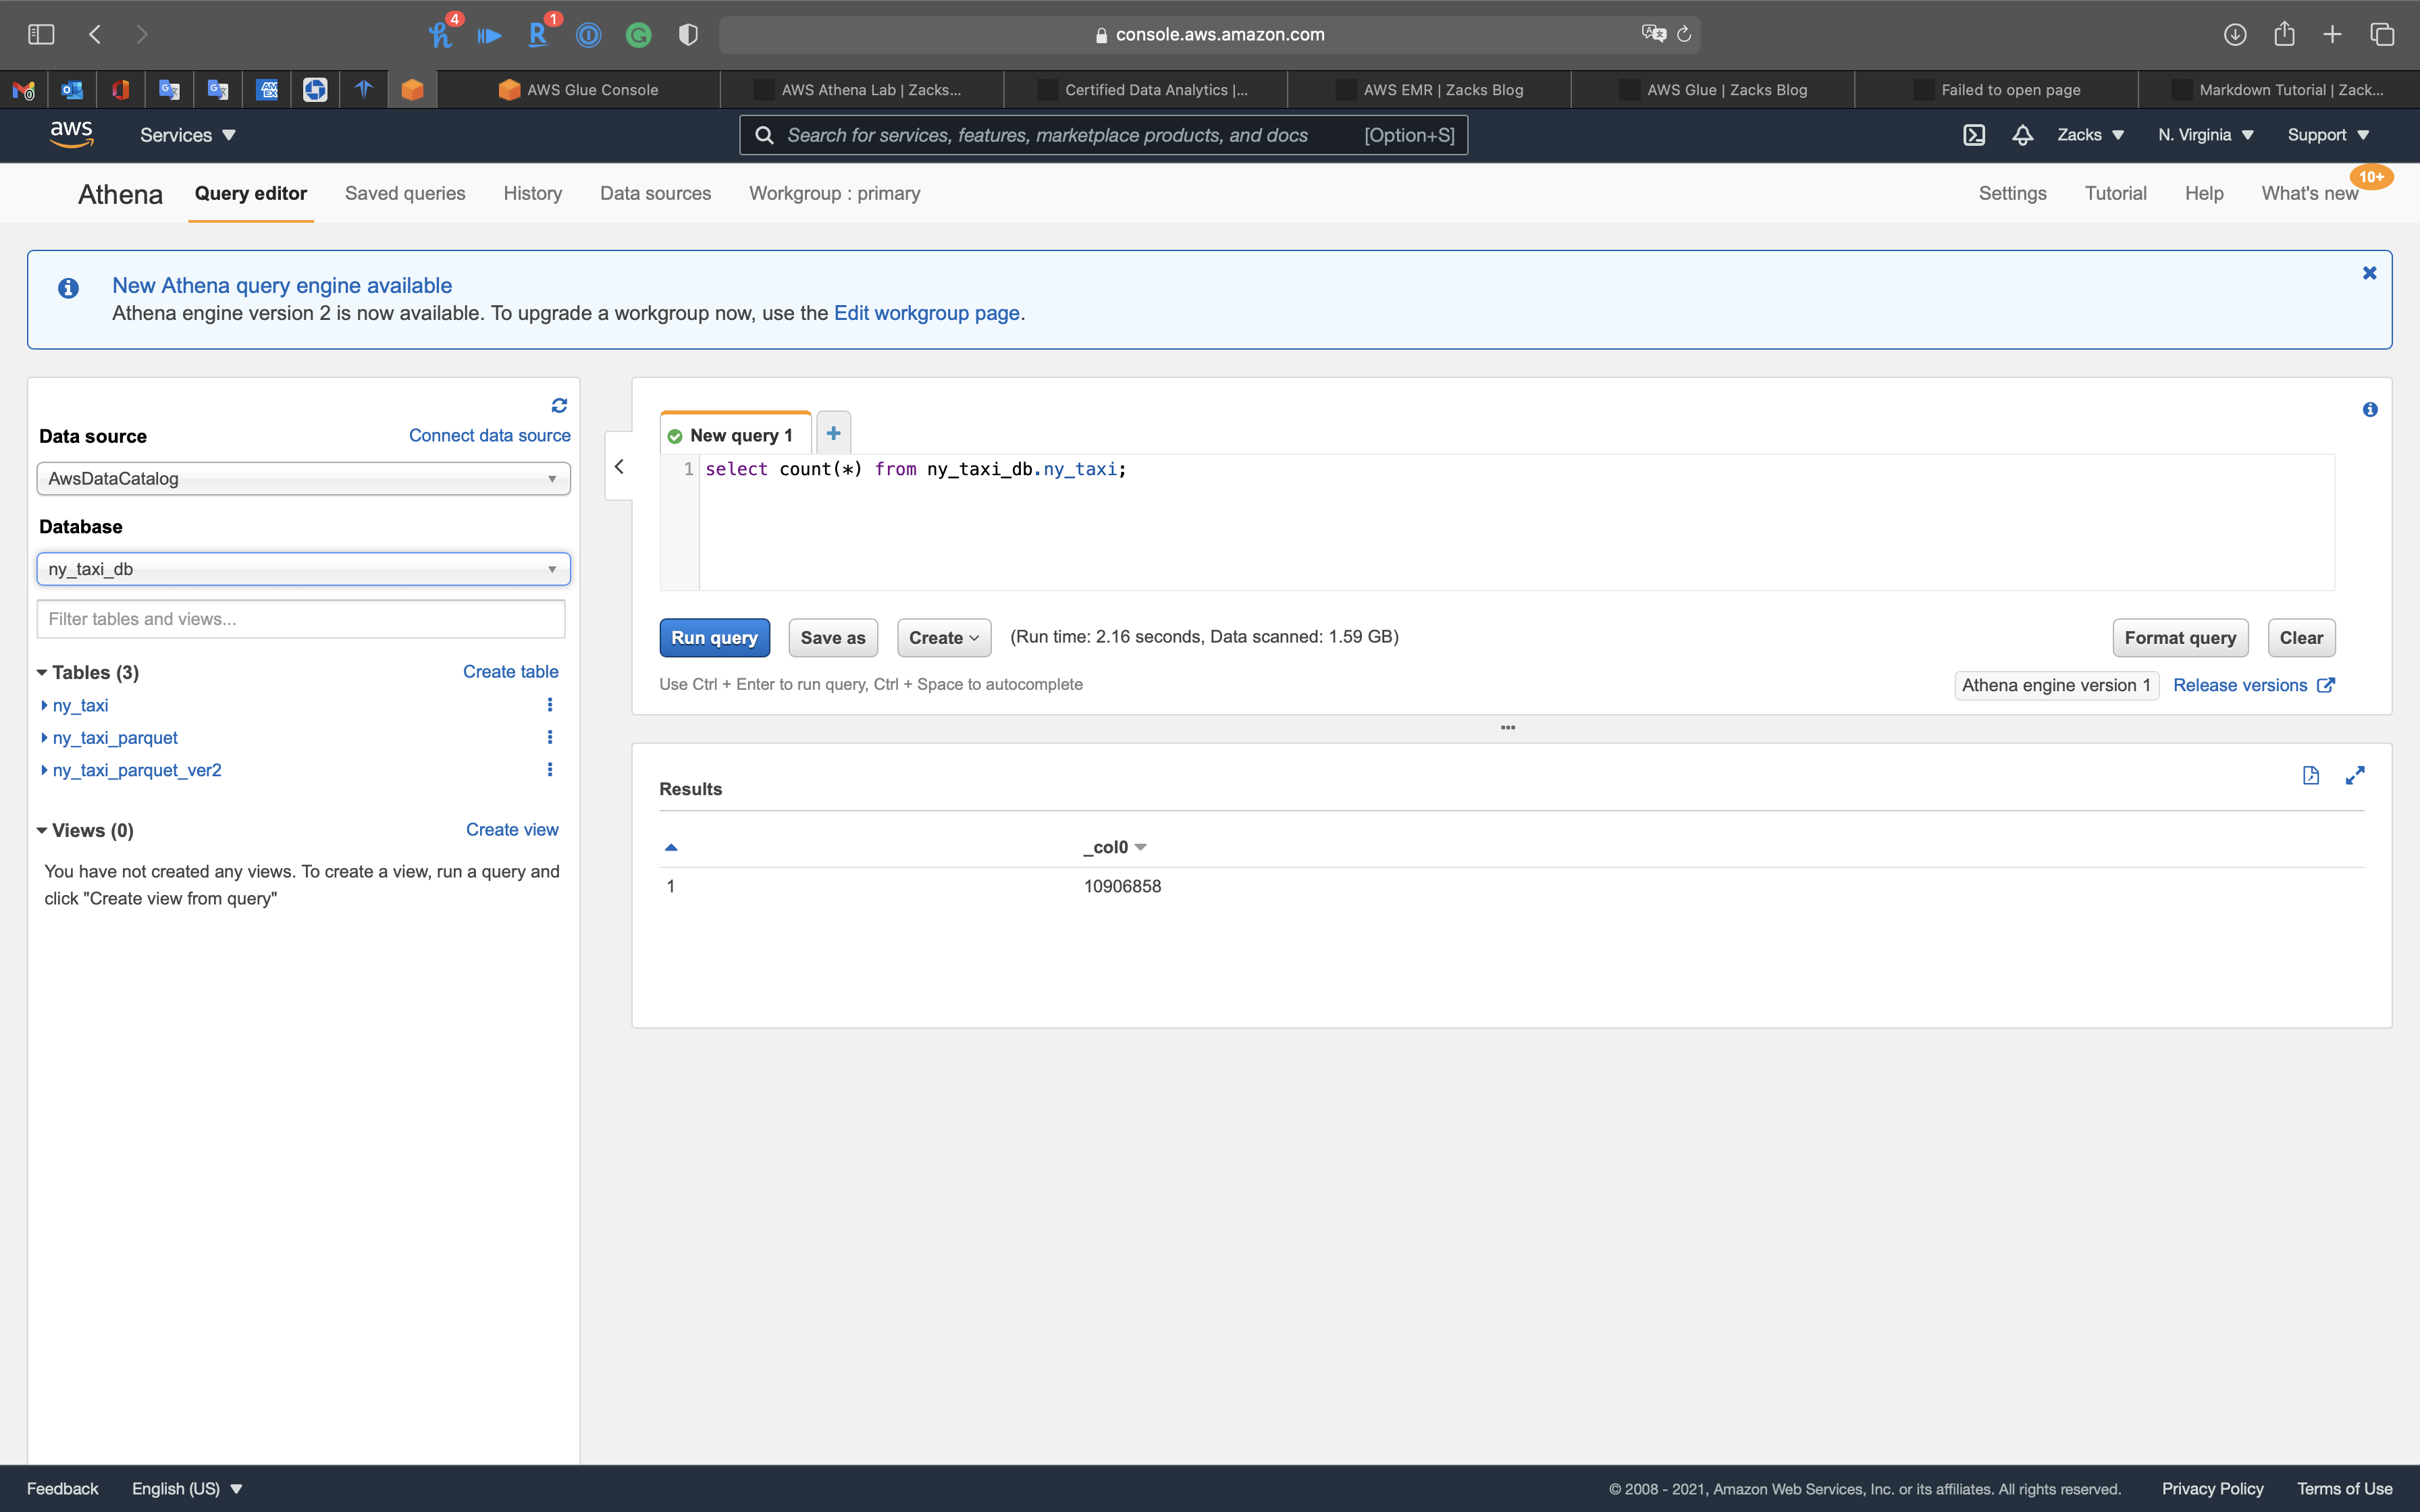 4
1
console.aws.amazon.com
0
AWS Glue Console
AWS Athena Lab | Zacks...
Certified Data Analytics |...
AWS EMR | Zacks Blog
AWS Glue | Zacks Blog
Failed to open page
Markdown Tutorial | Zack...
aws
Services
Search for services, features, marketplace products, and docs
[Option+S]
Zacks
N. Virginia
Support
Athena
Query editor
Saved queries
History
Data sources
Workgroup : primary
Settings
Tutorial
Help
What's new
10+
New Athena query engine available
Athena engine version 2 is now available. To upgrade a workgroup now, use the Edit workgroup page.
Data source
Connect data source
AwsDataCatalog
Database
ny_taxi_db
Filter tables and views...
Tables (3)
Create table
ny_taxi
ny_taxi_parquet
ny_taxi_parquet_ver2
Views (0)
Create view
You have not created any views. To create a view, run a query and
click "Create view from query"
New query 1
1 select count(*) from ny_taxi_db.ny_taxi;
Run query
Save as
Create
(Run time: 2.16 seconds, Data scanned: 1.59 GB)
Format query
Clear
Use Ctrl + Enter to run query, Ctrl + Space to autocomplete
Athena engine version 1
Release versions
Results
_col0
1 10906858
Feedback
English (US)
© 2008 - 2021, Amazon Web Services, Inc. or its affiliates. All rights reserved.
Privacy Policy
Terms of Use